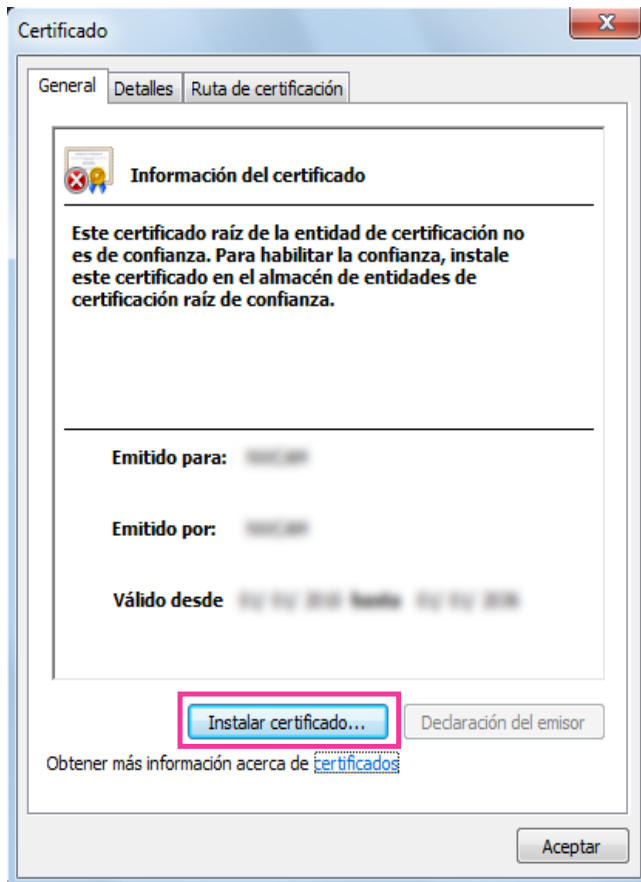 Certificado
General Detalles Ruta de certificación
Información del certificado
Este certificado raíz de la entidad de certificación no
es de confianza. Para habilitar la confianza, instale
este certificado en el almacén de entidades de
certificación raíz de confianza.
Emitido para:
Emitido por:
Válido desde
Instalar certificado... Declaración del emisor
Obtener más información acerca de certificados
Aceptar